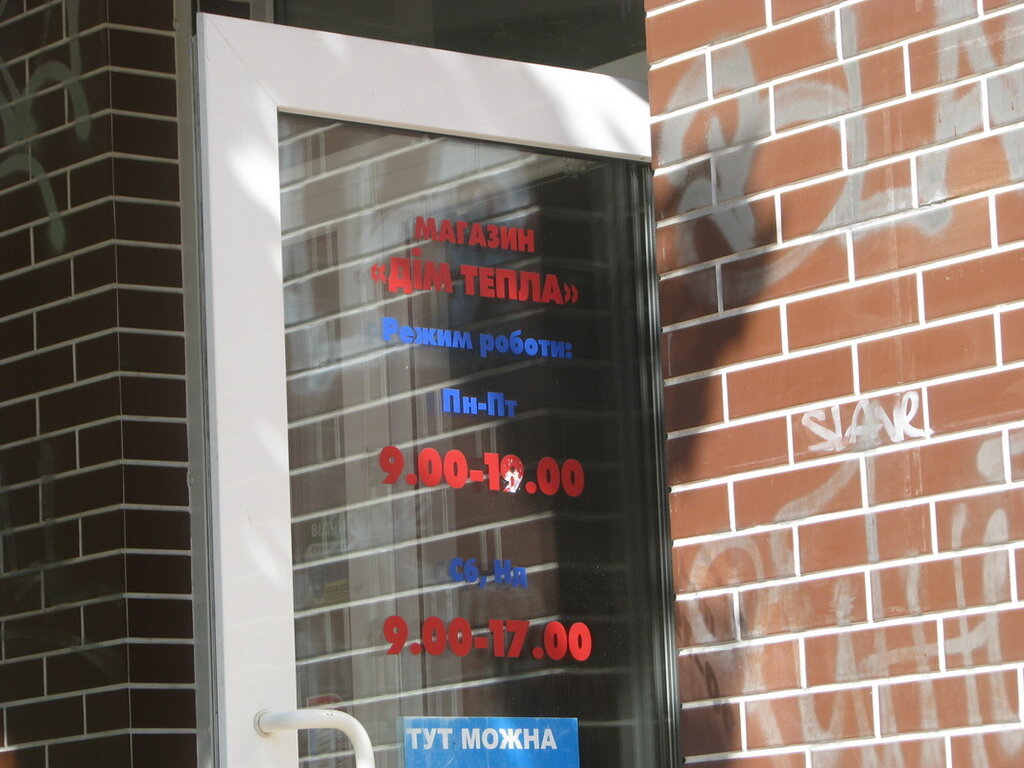 МАГАЗИН
«ДІМ ТЕПЛА»
Режим роботи:
Пн-Пт
9.00-19.00
Сб, Нд
9.00-17.00
ТУТ МОЖНА
SLAVE